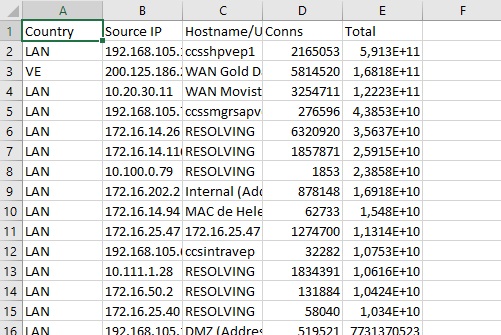 A B C D E F
1 Country Source IP Hostname/U Conns Total
2 LAN 192.168.105. ccsshpvep1 2165053 5,913E+11
3 VE 200.125.186. WAN Gold D 5814520 1,6818E+11
4 LAN 10.20.30.11 WAN Movist 3254711 1,2223E+11
5 LAN 192.168.105. ccssmgrsapv 276596 4,3853E+10
6 LAN 172.16.14.26 RESOLVING 6320920 3,5637E+10
7 LAN 172.16.14.11 RESOLVING 1857871 2,5915E+10
8 LAN 10.100.0.79 RESOLVING 1853 2,3858E+10
9 LAN 172.16.202.2 Internal (Add 878148 1,6918E+10
10 LAN 172.16.14.94 MAC de Hele 62733 1,548E+10
11 LAN 172.16.25.47 172.16.25.47 1274700 1,1314E+10
12 LAN 192.168.105. ccsintravep 32282 1,0753E+10
13 LAN 10.111.1.28 RESOLVING 1834391 1,0616E+10
14 LAN 172.16.50.2 RESOLVING 131884 1,0424E+10
15 LAN 172.16.25.40 RESOLVING 58040 1,034E+10
16 LAN 192.168.105. DMZ (Addre 519521 7731370523